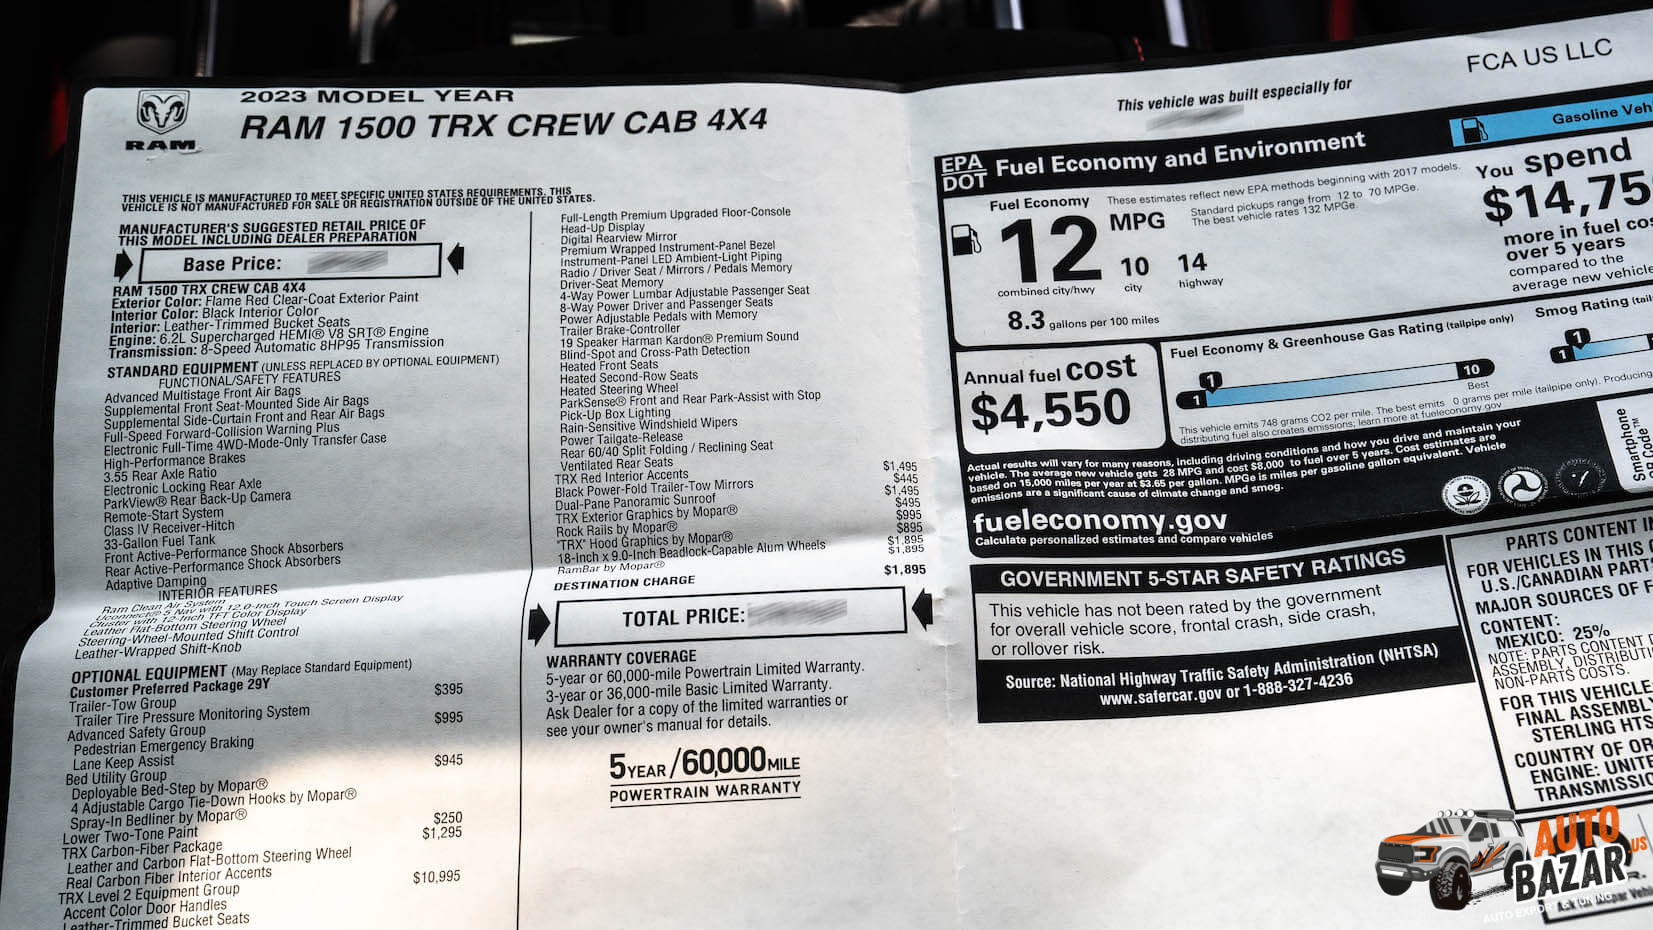 RAM
2023 MODEL YEAR
RAM 1500 TRX CREW CAB 4X4
THIS VEHICLE IS MANUFACTURED TO MEET SPECIFIC UNITED STATES REQUIREMENTS. THIS
VEHICLE IS NOT MANUFACTURED FOR SALE OR REGISTRATION OUTSIDE OF THE UNITED STATES.
MANUFACTURER'S SUGGESTED RETAIL PRICE OF
THIS MODEL INCLUDING DEALER PREPARATION
Base Price:
RAM 1500 TRX CREW CAB 4X4
Exterior Color: Flame Red Clear-Coat Exterior Paint
Interior Color: Black Interior Color
Interior: Leather-Trimmed Bucket Seats
Engine: 6.2L Supercharged HEMI® V8 SRT® Engine
Transmission: 8-Speed Automatic 8HP95 Transmission
STANDARD EQUIPMENT (UNLESS REPLACED BY OPTIONAL EQUIPMENT)
FUNCTIONAL/SAFETY FEATURES
Advanced Multistage Front Air Bags
Supplemental Front Seat-Mounted Side Air Bags
Supplemental Side-Curtain Front and Rear Air Bags
Full-Speed Forward-Collision Warning Plus
Electronic Full-Time 4WD-Mode-Only Transfer Case
High-Performance Brakes
3.55 Rear Axle Ratio
Electronic Locking Rear Axle
ParkView® Rear Back-Up Camera
Remote-Start System
Class IV Receiver-Hitch
33-Gallon Fuel Tank
Front Active-Performance Shock Absorbers
Rear Active-Performance Shock Absorbers
Adaptive Damping
INTERIOR FEATURES
Ram Clean Air System
Uconnect® 5 Nav with 12.0-Inch Touch Screen Display
Cluster with 12-Inch TFT Color Display
Leather Flat-Bottom Steering Wheel
Steering-Wheel-Mounted Shift Control
Leather-Wrapped Shift-Knob
OPTIONAL EQUIPMENT (May Replace Standard Equipment)
Customer Preferred Package 29Y
Trailer-Tow Group $395
Trailer Tire Pressure Monitoring System
Advanced Safety Group $995
Pedestrian Emergency Braking
Lane Keep Assist
Bed Utility Group $945
Deployable Bed-Step by Mopar®
4 Adjustable Cargo Tie-Down Hooks by Mopar®
Spray-In Bedliner by Mopar®
Lower Two-Tone Paint $250
TRX Carbon-Fiber Package $1,295
Leather and Carbon Flat-Bottom Steering Wheel
Real Carbon Fiber Interior Accents
TRX Level 2 Equipment Group $10,995
Accent Color Door Handles
Leather-Trimmed Bucket Seats
Full-Length Premium Upgraded Floor-Console
Head-Up Display
Digital Rearview Mirror
Premium Wrapped Instrument-Panel Bezel
Instrument-Panel LED Ambient-Light Piping
Radio / Driver Seat / Mirrors / Pedals Memory
Driver-Seat Memory
4-Way Power Lumbar Adjustable Passenger Seat
8-Way Power Driver and Passenger Seats
Power Adjustable Pedals with Memory
Trailer Brake-Controller
19 Speaker Harman Kardon® Premium Sound
Blind-Spot and Cross-Path Detection
Heated Front Seats
Heated Second-Row Seats
Heated Steering Wheel
ParkSense® Front and Rear Park-Assist with Stop
Pick-Up Box Lighting
Rain-Sensitive Windshield Wipers
Power Tailgate-Release
Rear 60/40 Split Folding / Reclining Seat
Ventilated Rear Seats
TRX Red Interior Accents $1,495
Black Power-Fold Trailer-Tow Mirrors $445
Dual-Pane Panoramic Sunroof $1,495
TRX Exterior Graphics by Mopar® $495
Rock Rails by Mopar® $995
"TRX" Hood Graphics by Mopar® $895
18-Inch x 9.0-Inch Beadlock-Capable Alum Wheels $1,895
RamBar by Mopar® $1,895
DESTINATION CHARGE $1,895
TOTAL PRICE:
WARRANTY COVERAGE
5-year or 60,000-mile Powertrain Limited Warranty.
3-year or 36,000-mile Basic Limited Warranty.
Ask Dealer for a copy of the limited warranties or
see your owner's manual for details.
5YEAR/60,000MILE
POWERTRAIN WARRANTY
FCA US LLC
This vehicle was built especially for
EPA
DOT Fuel Economy and Environment
Gasoline Veh
Fuel Economy
12 MPG
combined city/hwy
10 city
14 highway
8.3 gallons per 100 miles
These estimates reflect new EPA methods beginning with 2017 models.
Standard pickups range from 12 to 70 MPGe.
The best vehicle rates 132 MPGe.
You spend
$14,75
more in fuel cos
over 5 years
compared to the
average new vehicle
Annual fuel cost
$4,550
Fuel Economy & Greenhouse Gas Rating (tailpipe only)
1
1
10
Best
Smog Rating (tail
1
1
This vehicle emits 748 grams CO2 per mile. The best emits 0 grams per mile (tailpipe only). Producing
distributing fuel also creates emissions; learn more at fueleconomy.gov
Actual results will vary for many reasons, including driving conditions and how you drive and maintain your
vehicle. The average new vehicle gets 28 MPG and cost $8,000 to fuel over 5 years. Cost estimates are
based on 15,000 miles per year at $3.65 per gallon. MPGe is miles per gasoline gallon equivalent. Vehicle
emissions are a significant cause of climate change and smog.
fueleconomy.gov
Calculate personalized estimates and compare vehicles
Smartphone
QR Code™
GOVERNMENT 5-STAR SAFETY RATINGS
This vehicle has not been rated by the government
for overall vehicle score, frontal crash, side crash,
or rollover risk.
Source: National Highway Traffic Safety Administration (NHTSA)
www.safercar.gov or 1-888-327-4236
PARTS CONTENT IN
FOR VEHICLES IN THIS
U.S./CANADIAN PART
MAJOR SOURCES OF F
CONTENT:
MEXICO: 25%
NOTE: PARTS CONTENT
ASSEMBLY, DISTRIBUTI
NON-PARTS COSTS.
FOR THIS VEHICLE
FINAL ASSEMBLY
STERLING HTS
COUNTRY OF OR
ENGINE: UNITE
TRANSMISSIO
AUTO
BAZAR.US
AUTO EXPORT & TUNING